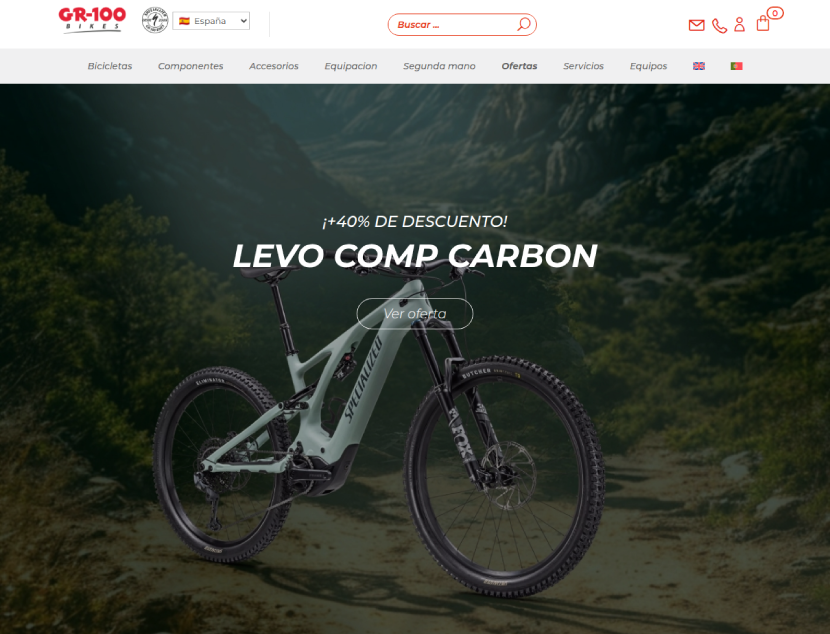 GR-100
BIKES
España
Buscar ...
0
Bicicletas
Componentes
Accesorios
Equipacion
Segunda mano
Ofertas
Servicios
Equipos
¡+40% DE DESCUENTO!
LEVO COMP CARBON
Ver oferta
SPECIALIZED
ELIMINATOR
BUTCHER
FOX